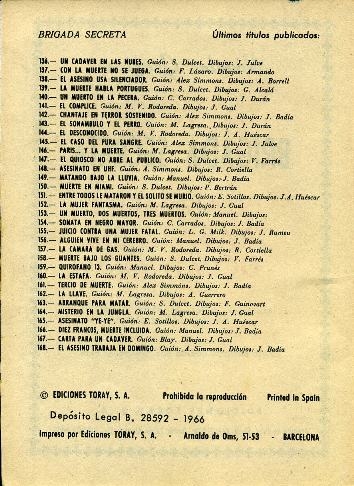 BRIGADA SECRETA Últimos títulos publicados:
136.— UN CADAVER EN LAS NUBES. Guión: S. Dulcet. Dibujos: J. Julve
137.— CON LA MUERTE NO SE JUEGA. Guión: F. Lázaro. Dibujos: Armando
138.— EL ASESINO USA SILENCIADOR. Guión: Alex Simmons. Dibujos: A. Borrell
139.— LA MUERTE HABLA PORTUGUES. Guión: S. Dulcet. Dibujos: G. Alcalá
140.— UN MUERTO EN LA PECERA. Guión: C. Carrados. Dibujos: J. Durán
141.— EL COMPLICE. Guión: M. V. Rodoreda. Dibujos: J. Gual
142.— CHANTAJE EN TERROR SOSTENIDO. Guión: Alex Simmons. Dibujos: J. Badía
143.— EL SONAMBULO Y EL PERRO. Guión: M. Lagresa. Dibujos: J. Durán
144.— EL DESCONOCIDO. Guión: M. V. Rodoreda. Dibujos: J. A. Huéscar
145.— EL CASO DEL PURA SANGRE. Guión: Alex Simmons. Dibujos: J. Julve
146.— PARIS... Y LA MUERTE. Guión: M. Lagresa. Dibujos: J. Gual
147.— EL QUIOSCO NO ABRE AL PUBLICO. Guión: S. Dulcet. Dibujos: V. Farrés
148.— ASESINATO EN UHF. Guión: A. Simmons. Dibujos: R. Cortiella
149.— MATANDO BAJO LA LLUVIA. Guión: Manuel. Dibujos: J. Badía
150.— MUERTE EN MIAMI. Guión: S. Dulcet. Dibujos: P. Bertrán
151.— ENTRE TODOS LE MATARON Y EL SOLITO SE MURIO. Guión: E. Sotillos. Dibujos: J. A. Huéscar
152.— LA MUJER FANTASMA. Guión: M. Lagresa. Dibujos: J. Gual
153.— UN MUERTO, DOS MUERTOS, TRES MUERTOS. Guión: Manuel. Dibujos:
154.— SONATA EN NEGRO MAYOR. Guión: C. Carrados. Dibujos: J. Badía
155.— JUICIO CONTRA UNA MUJER FATAL. Guión: L. G. Milk. Dibujos: J. Rumeu
156.— ALGUIEN VIVE EN MI CEREBRO. Guión: Manuel. Dibujos: J. Badía
157.— LA CÁMARA DE GAS. Guión: M. V. Rodoreda. Dibujos: R. Cortiella
158.— MUERTE BAJO LOS GUANTES. Guión: S. Dulcet. Dibujos: V. Farrés
159.— QUIROFANO 13. Guión: Manuel. Dibujos: G. Prunés
160.— LA ESTAFA. Guión: M. V. Rodoreda. Dibujos: J. Gual
161.— TERCIO DE MUERTE. Guión: Alex Simmons. Dibujos: J. Badía
162.— LA LLAVE. Guión: M. Lagresa. Dibujos: A. Guerrero
163.— ARRANQUE PARA MATAR. Guión: S. Dulcet. Dibujos: F. Guincourt
164.— MISTERIO EN LA JUNGLA. Guión: M. Lagresa. Dibujos: J. Gual
165.— ASESINATO "YE-YE". Guión: E. Sotillos. Dibujos: J. A. Huéscar
166.— DIEZ FRANCOS, MUERTE INCLUIDA. Guión: Manuel. Dibujos: J. Badía
167.— CARTA PARA UN CADAVER. Guión: Blay. Dibujos: J. Gual
168.— EL ASESINO TRABAJA EN DOMINGO. Guión: A. Simmons. Dibujos: J. Badía
© EDICIONES TORAY, S. A. Prohibida la reproducción Printed In Spain
Depósito Legal B. 28592 - 1966
Impreso por Ediciones TORAY, S. A. - Arnaldo de Oms, 51-53 - BARCELONA